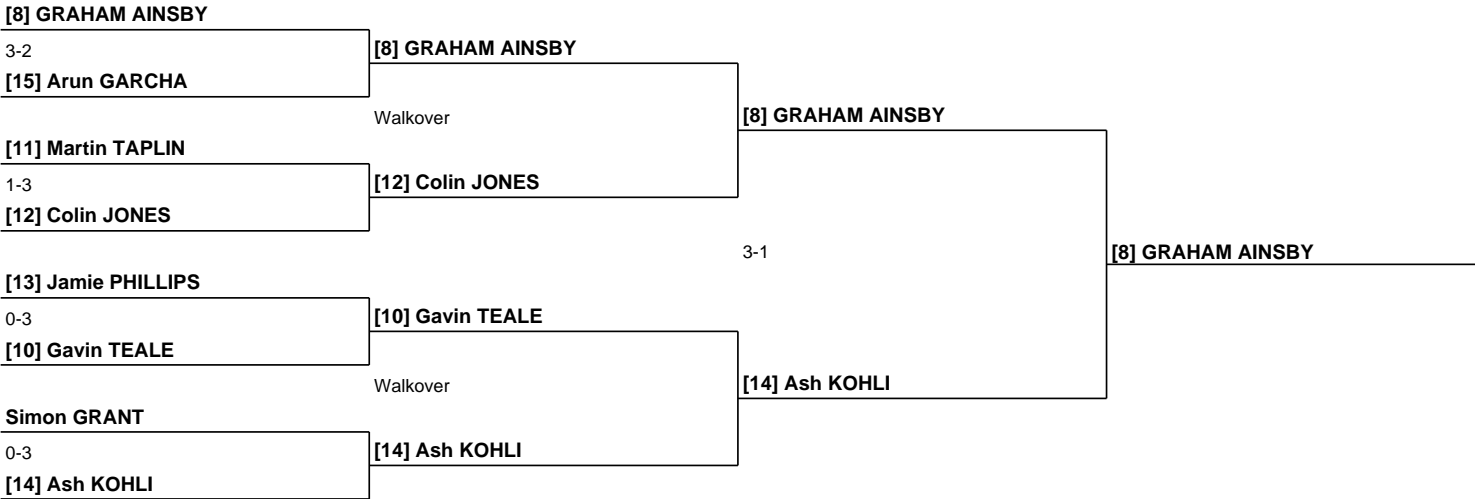 [8] GRAHAM AINSBY
3-2
[15] Arun GARCHA
[11] Martin TAPLIN
1-3
[12] Colin JONES
[13] Jamie PHILLIPS
0-3
[10] Gavin TEALE
Simon GRANT
0-3
[14] Ash KOHLI
[8] GRAHAM AINSBY
Walkover
[12] Colin JONES
[10] Gavin TEALE
Walkover
[14] Ash KOHLI
[8] GRAHAM AINSBY
3-1
[14] Ash KOHLI
[8] GRAHAM AINSBY